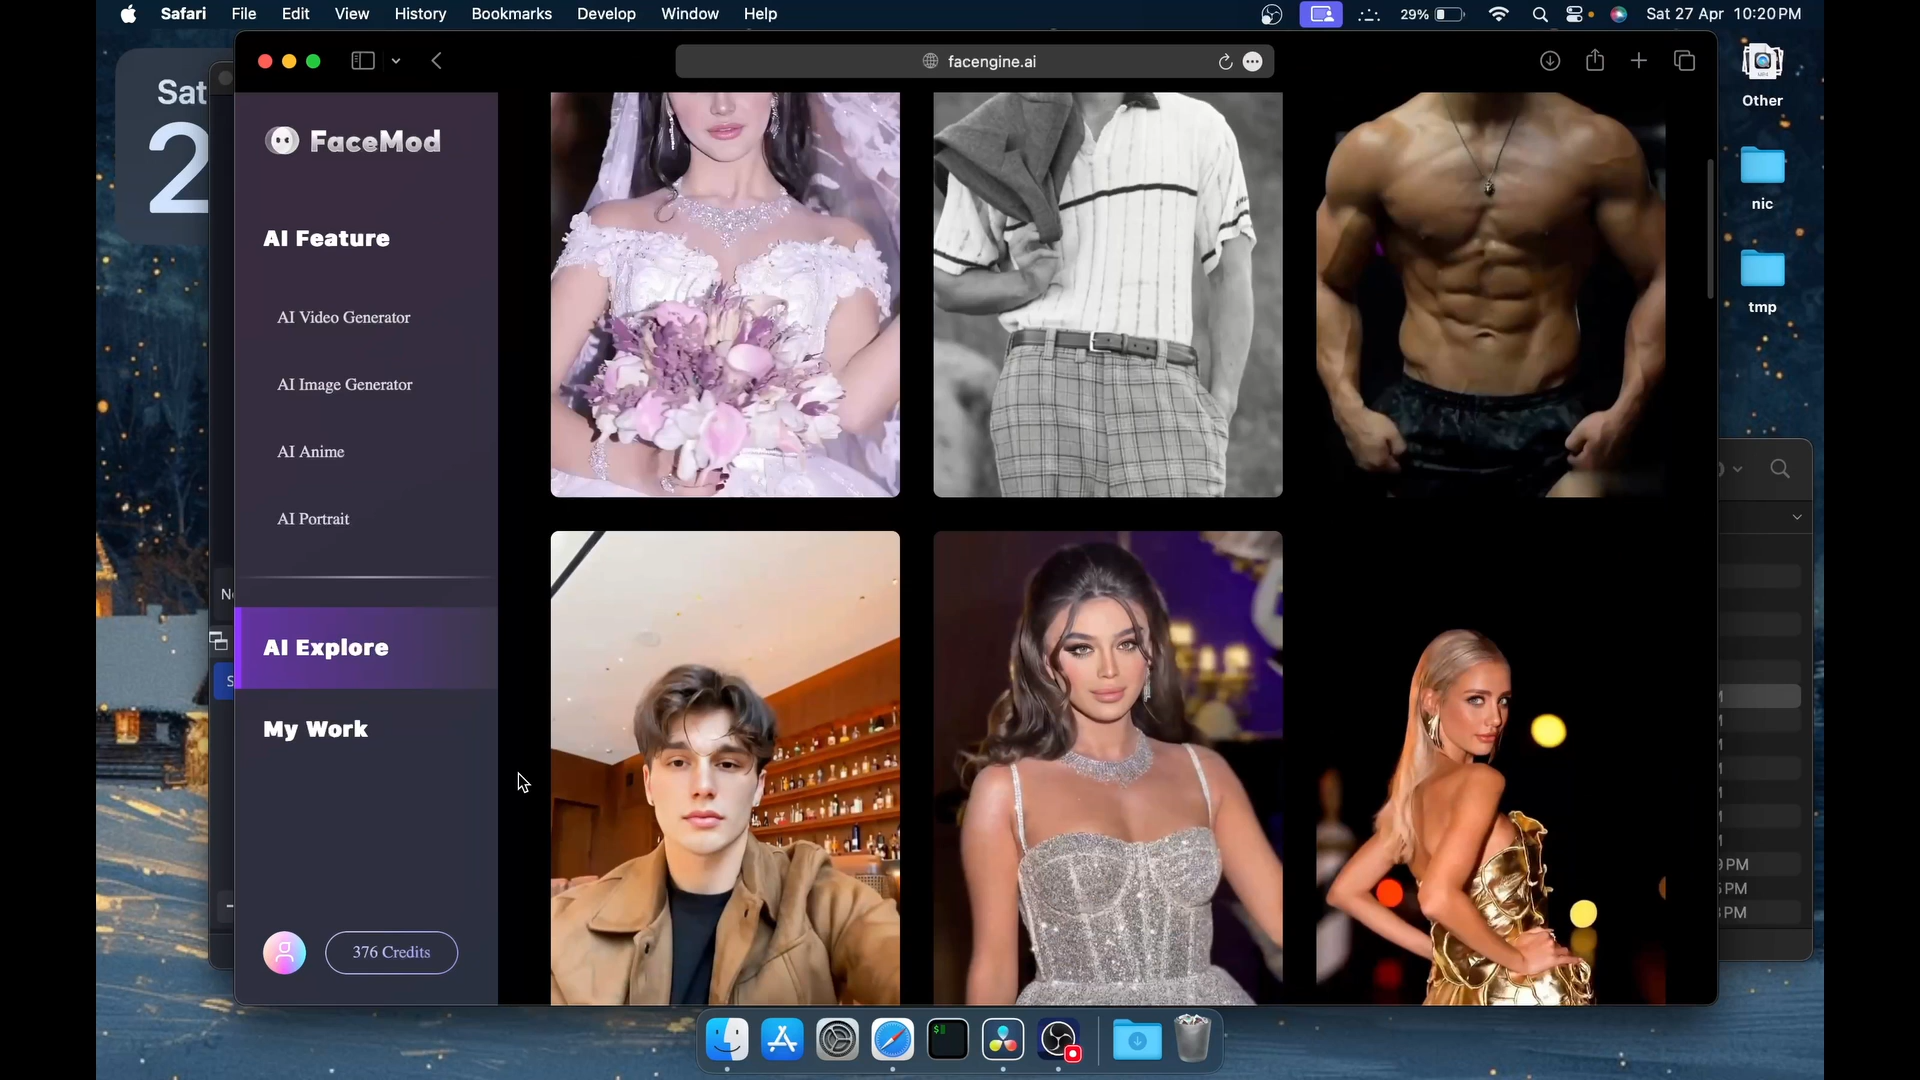 Safari File Edit View History Bookmarks Develop Window Help 29% Sat 27 Apr 10:20 PM
facengine.ai
Sat
2
FaceMod
AI Feature
AI Video Generator
AI Image Generator
AI Anime
AI Portrait
AI Explore
My Work
376 Credits
Other
nic
tmp
PM
PM
PM